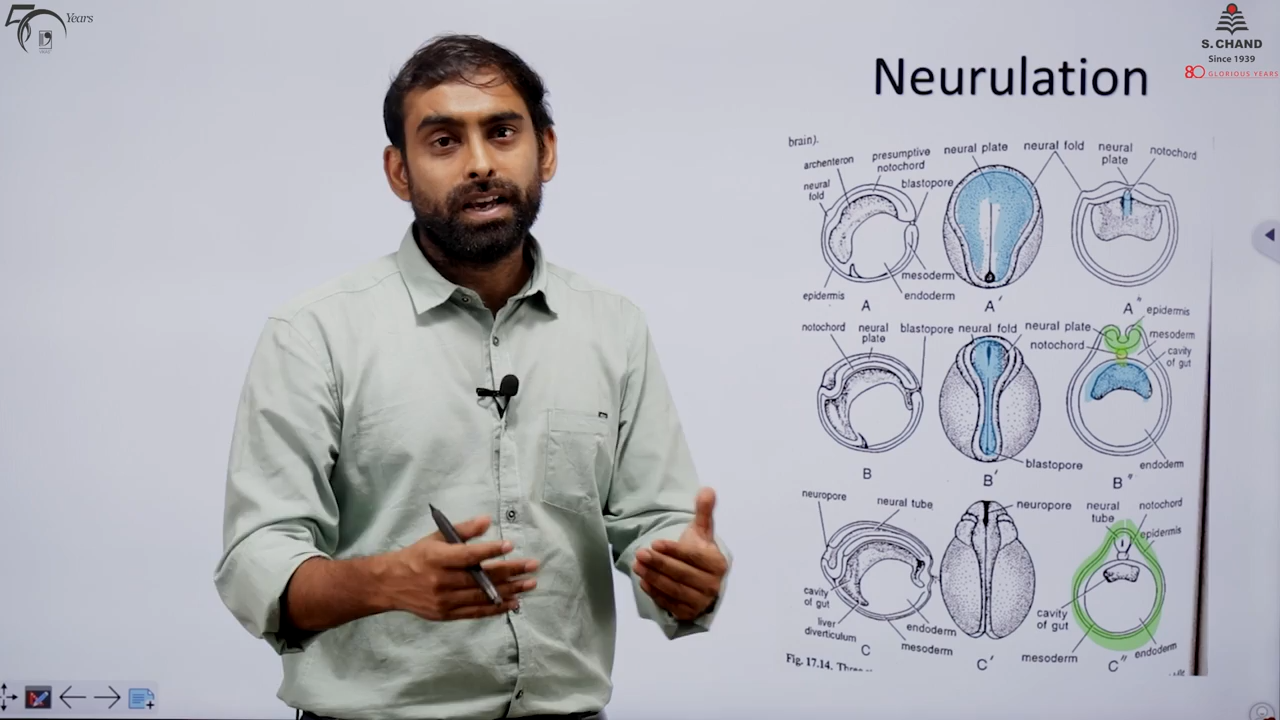 50 Years
S. CHAND
Since 1939
80 GLORIOUS YEARS
Neurulation
brain).
archenteron
presumptive notochord
neural plate
neural fold
neural plate
notochord
neural fold
blastopore
mesoderm
epidermis
endoderm
A
A′
A″
notochord
neural plate
blastopore
neural fold
neural plate
epidermis
notochord
mesoderm
cavity of gut
blastopore
endoderm
B
B′
B″
neuropore
neural tube
neuropore
neural tube
notochord
epidermis
cavity of gut
liver diverticulum
endoderm
mesoderm
cavity of gut
mesoderm
endoderm
C
C′
C″
Fig. 17.14.